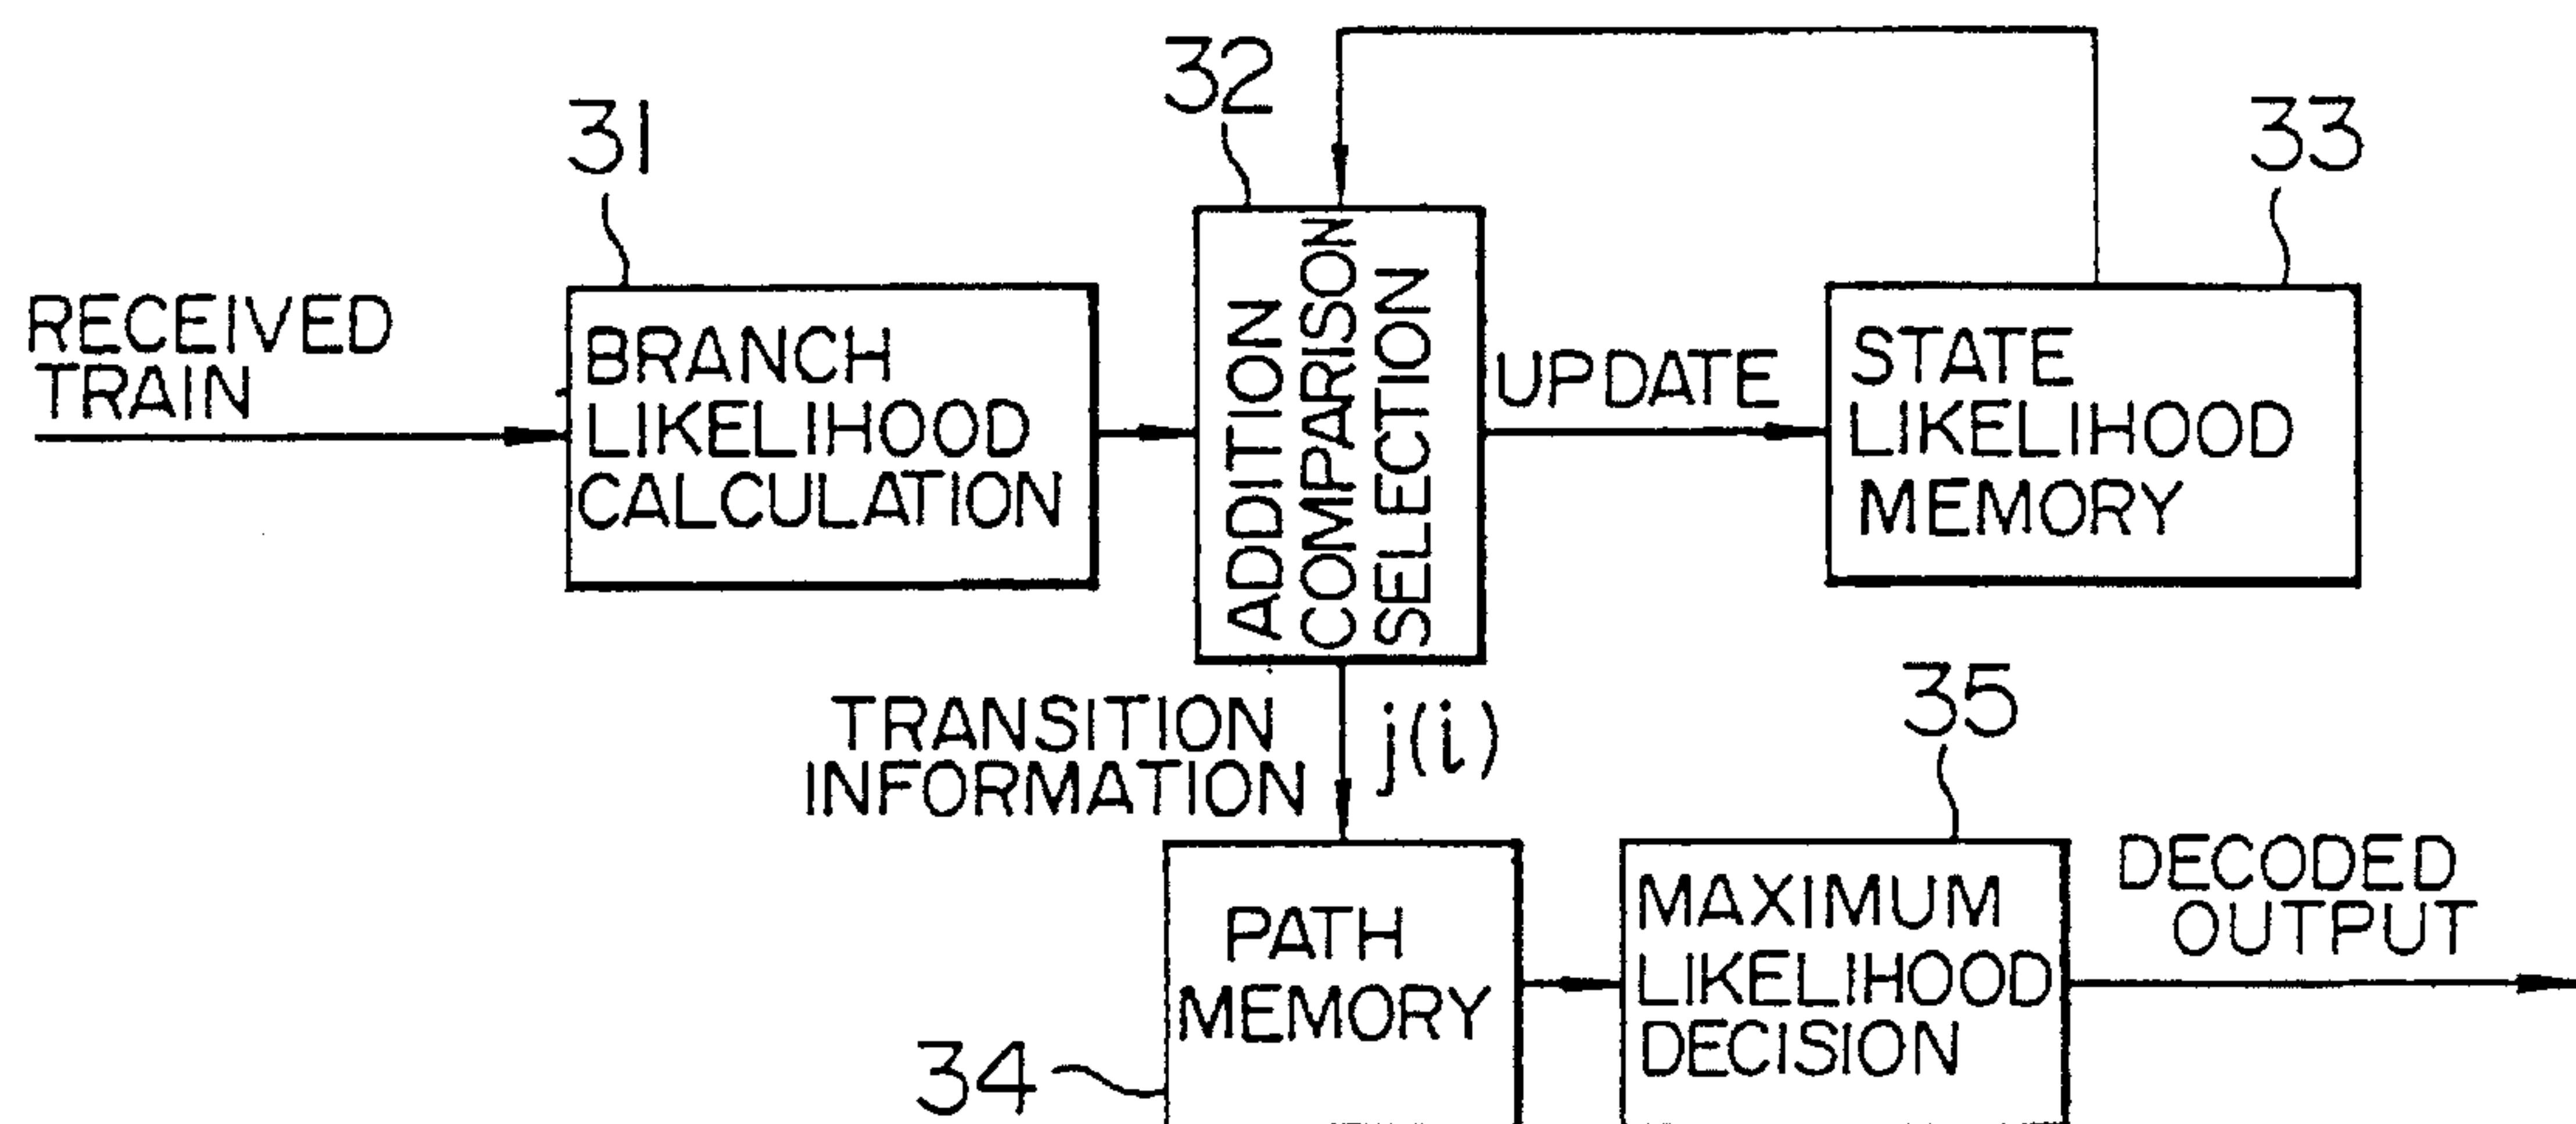 32
33
31
RECEIVED
TRAIN
BRANCH
LIKELIHOOD
CALCULATION
ADDITION
COMPARISON
SELECTION
UPDATE
STATE
LIKELIHOOD
MEMORY
TRANSITION
INFORMATION
j(i)
35
PATH
MEMORY
34
MAXIMUM
LIKELIHOOD
DECISION
DECODED
OUTPUT